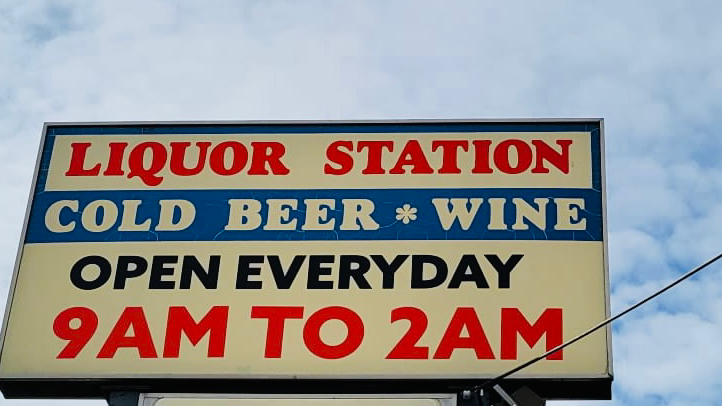 LIQUOR STATION
COLD BEER * WINE
OPEN EVERYDAY
9AM TO 2AM